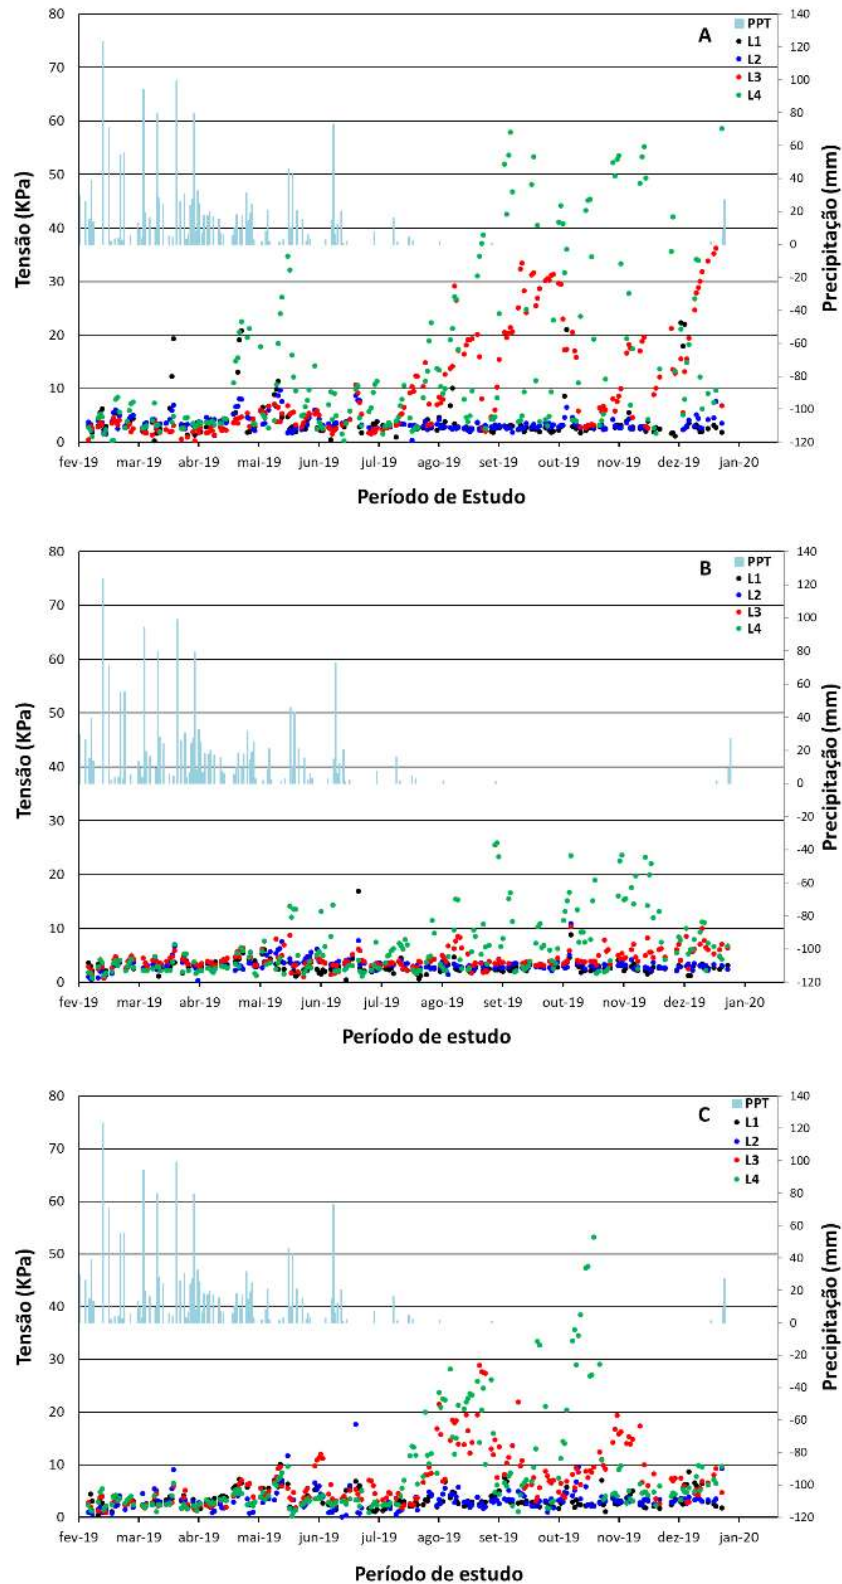 A
PPT
L1
L2
L3
L4
Tensão (KPa)
80
70
60
50
40
30
20
10
0
Precipitação (mm)
140
120
100
80
60
40
20
0
-20
-40
-60
-80
-100
-120
fev-19 mar-19 abr-19 mai-19 jun-19 jul-19 ago-19 set-19 out-19 nov-19 dez-19 jan-20
Período de Estudo
B
PPT
L1
L2
L3
L4
Tensão (KPa)
80
70
60
50
40
30
20
10
0
Precipitação (mm)
140
120
100
80
60
40
20
0
-20
-40
-60
-80
-100
-120
fev-19 mar-19 abr-19 mai-19 jun-19 jul-19 ago-19 set-19 out-19 nov-19 dez-19 jan-20
Período de estudo
C
PPT
L1
L2
L3
L4
Tensão (KPa)
80
70
60
50
40
30
20
10
0
Precipitação (mm)
140
120
100
80
60
40
20
0
-20
-40
-60
-80
-100
-120
fev-19 mar-19 abr-19 mai-19 jun-19 jul-19 ago-19 set-19 out-19 nov-19 dez-19 jan-20
Período de estudo